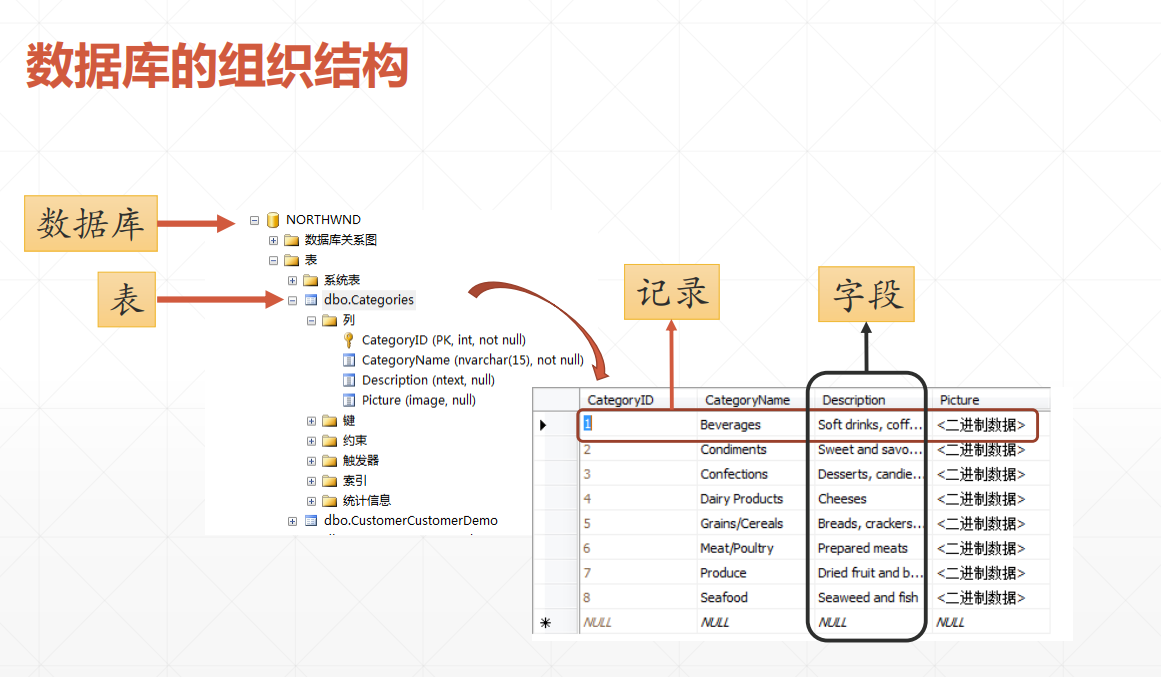 数据库的组织结构
数据库
表
NORTHWND
数据库关系图
表
系统表
dbo.Categories
列
CategoryID (PK, int, not null)
CategoryName (nvarchar(15), not null)
Description (ntext, null)
Picture (image, null)
键
约束
触发器
索引
统计信息
dbo.CustomerCustomerDemo
记录
字段
CategoryID CategoryName Description Picture
1 Beverages Soft drinks, coff... <二进制数据>
2 Condiments Sweet and savo... <二进制数据>
3 Confections Desserts, candie... <二进制数据>
4 Dairy Products Cheeses <二进制数据>
5 Grains/Cereals Breads, crackers... <二进制数据>
6 Meat/Poultry Prepared meats <二进制数据>
7 Produce Dried fruit and b... <二进制数据>
8 Seafood Seaweed and fish <二进制数据>
NULL NULL NULL NULL